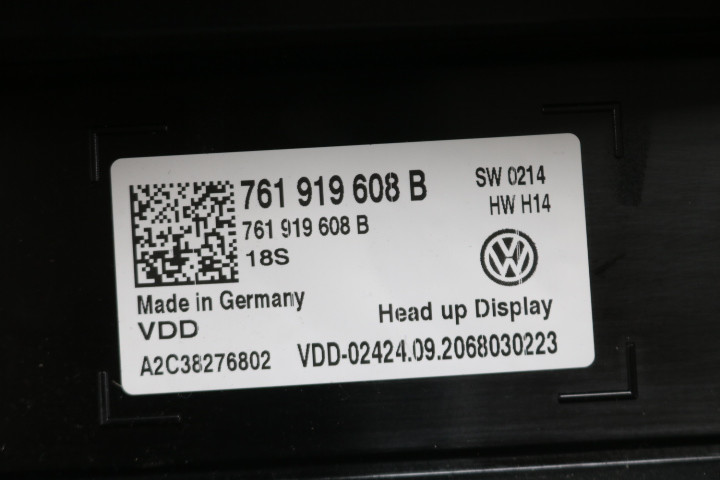 761 919 608 B
SW 0214
761 919 608 B
HW H14
18S
Made in Germany
VDD
Head up Display
A2C38276802
VDD-02424.09.2068030223